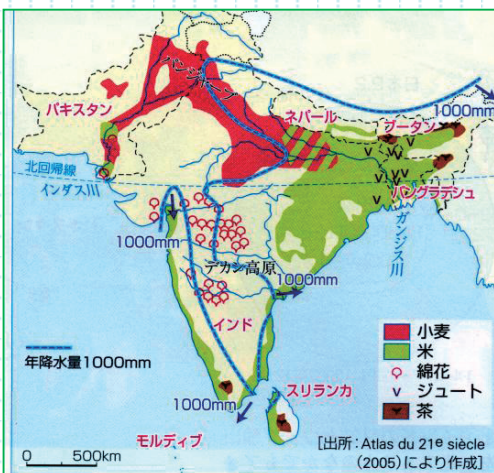 パンジャーブ
パキスタン
1000mm
ネパール
ブータン
北回帰線
インダス川
バングラデシュ
ガンジス川
1000mm
デカン高原
1000mm
インド
小麦
米
綿花
ジュート
茶
年降水量1000mm
スリランカ
1000mm
モルディブ
0 500km
[出所:Atlas du 21e siècle
(2005)により作成]